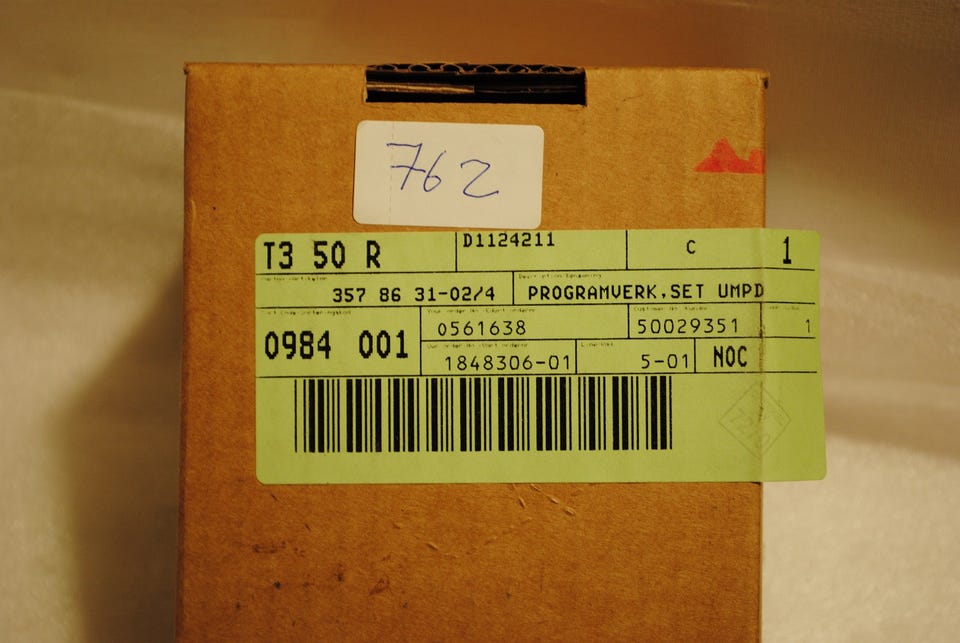 762
T3 50 R D1124211 C 1
357 86 31-02/4 PROGRAMVERK,SET UMPD
0984 001 0561638 50029351 1
1848306-01 5-01 NOC